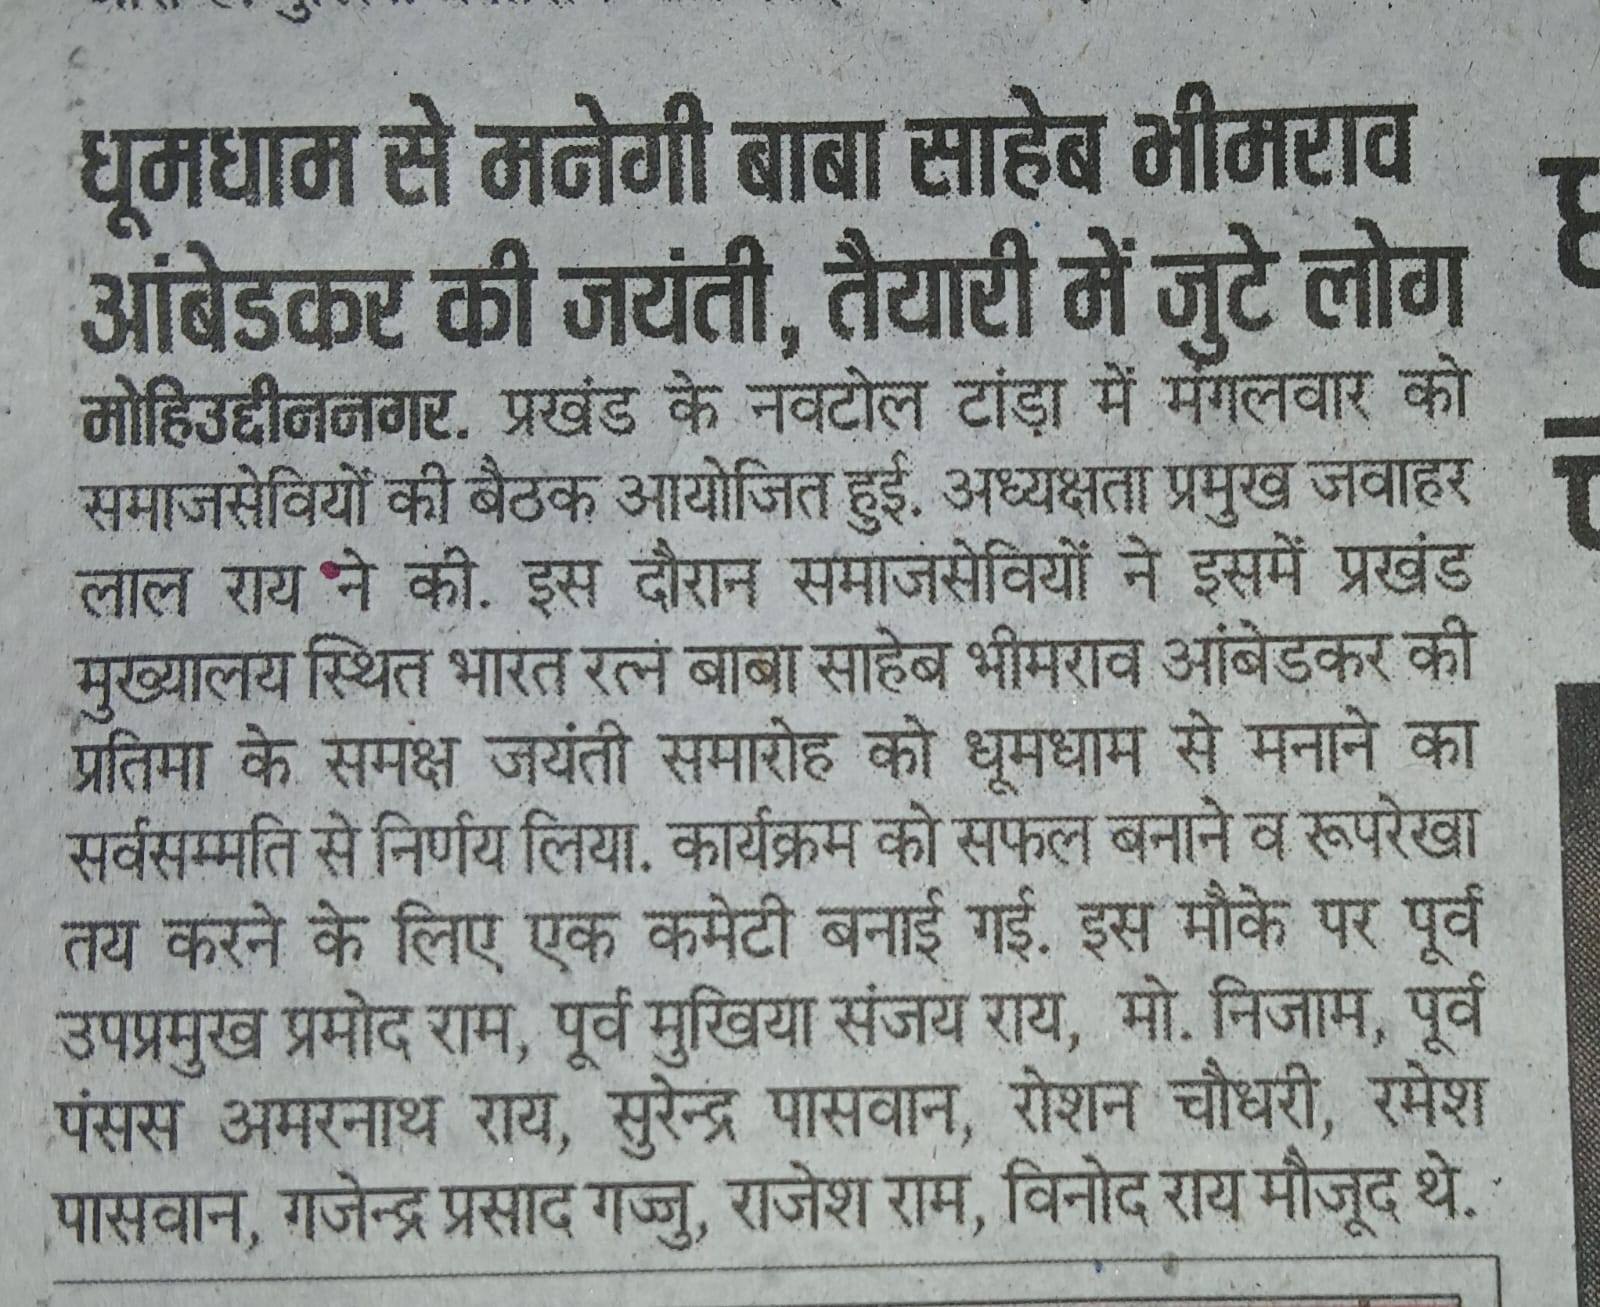 धूमधाम से मनेगी बाबा साहेब भीमराव
आंबेडकर की जयंती, तैयारी में जुटे लोग
मोहिउद्दीननगर. प्रखंड के नवटोल टांड़ा में मंगलवार को
समाजसेवियों की बैठक आयोजित हुई. अध्यक्षता प्रमुख जवाहर
लाल राय ने की. इस दौरान समाजसेवियों ने इसमें प्रखंड
मुख्यालय स्थित भारत रत्न बाबा साहेब भीमराव आंबेडकर की
प्रतिमा के समक्ष जयंती समारोह को धूमधाम से मनाने का
सर्वसम्मति से निर्णय लिया. कार्यक्रम को सफल बनाने व रूपरेखा
तय करने के लिए एक कमेटी बनाई गई. इस मौके पर पूर्व
उपप्रमुख प्रमोद राम, पूर्व मुखिया संजय राय, मो. निजाम, पूर्व
पंसस अमरनाथ राय, सुरेन्द्र पासवान, रोशन चौधरी, रमेश
पासवान, गजेन्द्र प्रसाद गज्जु, राजेश राम, विनोद राय मौजूद थे.